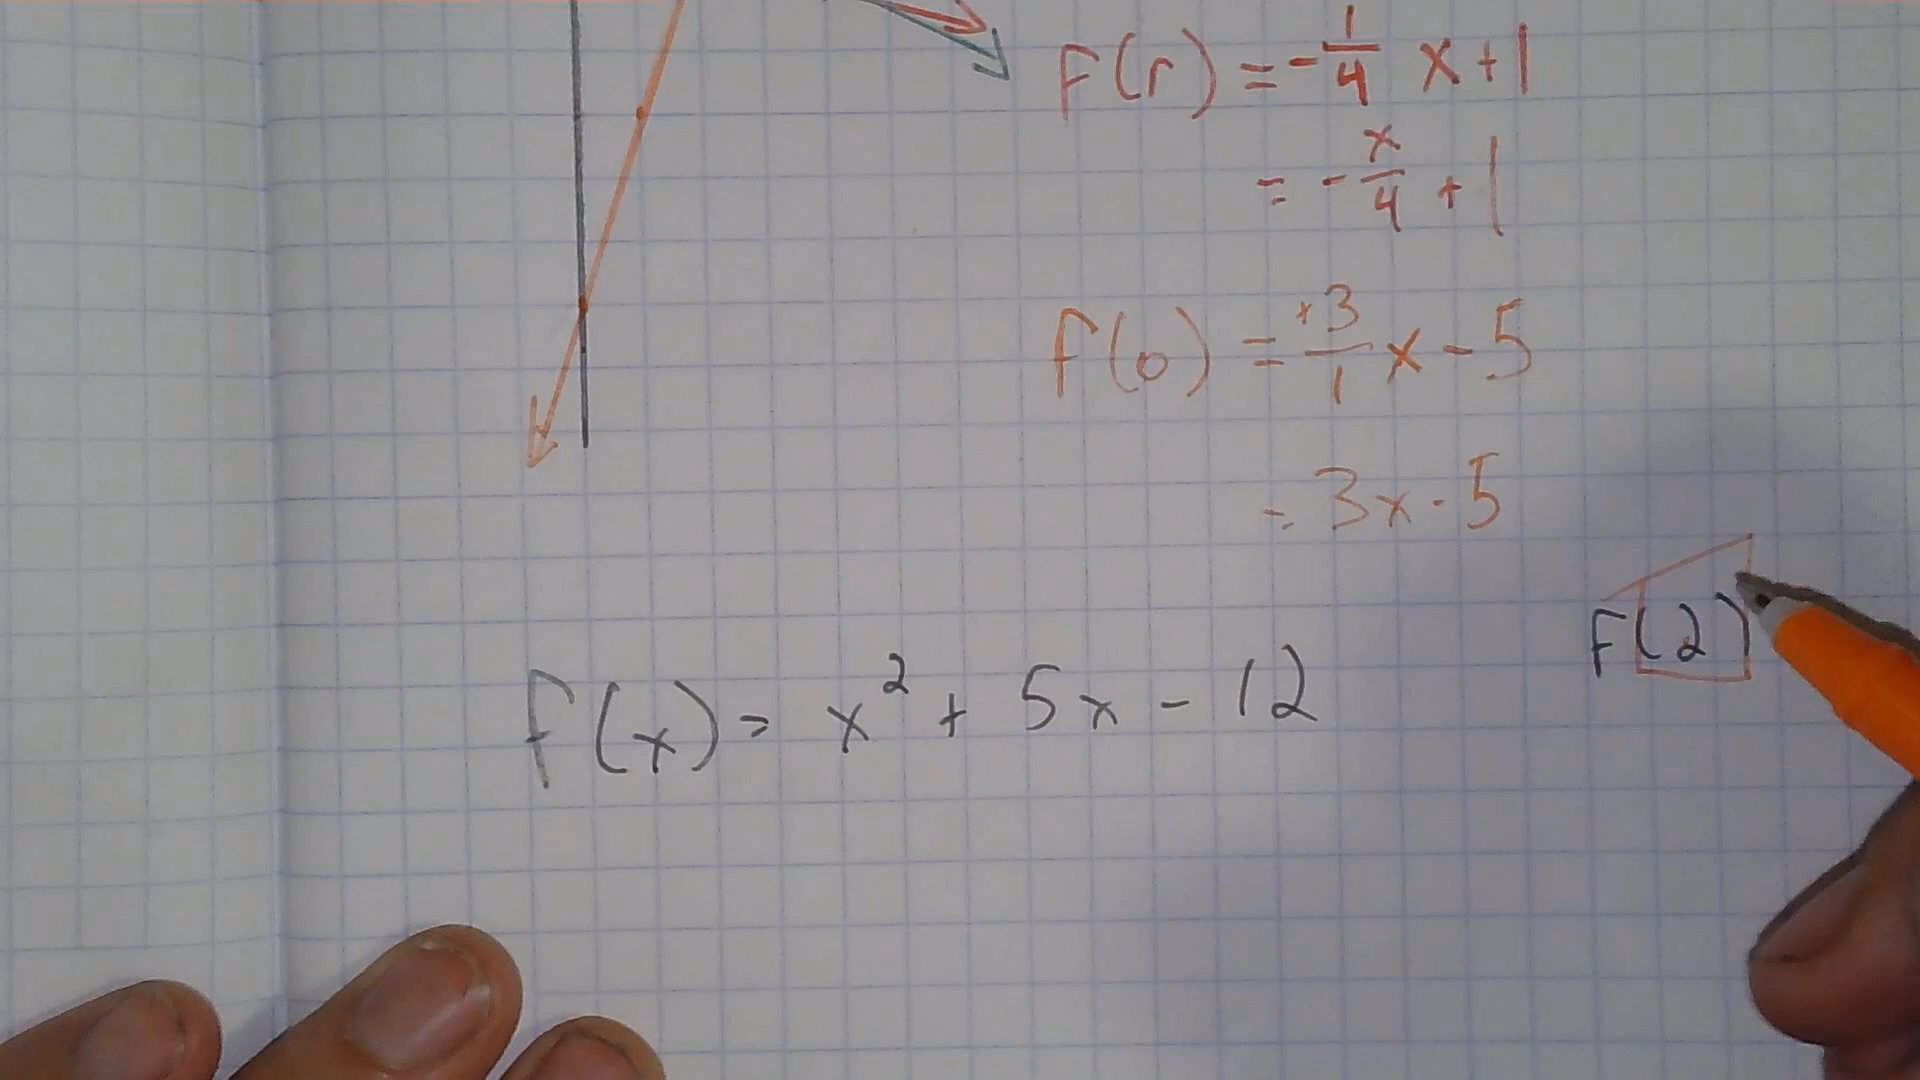 F(r) = -1/4 x+1
= -x/4 + 1
F(o) = +3/1 x - 5
= 3x - 5
F(2)
F(x) = x² + 5x - 12